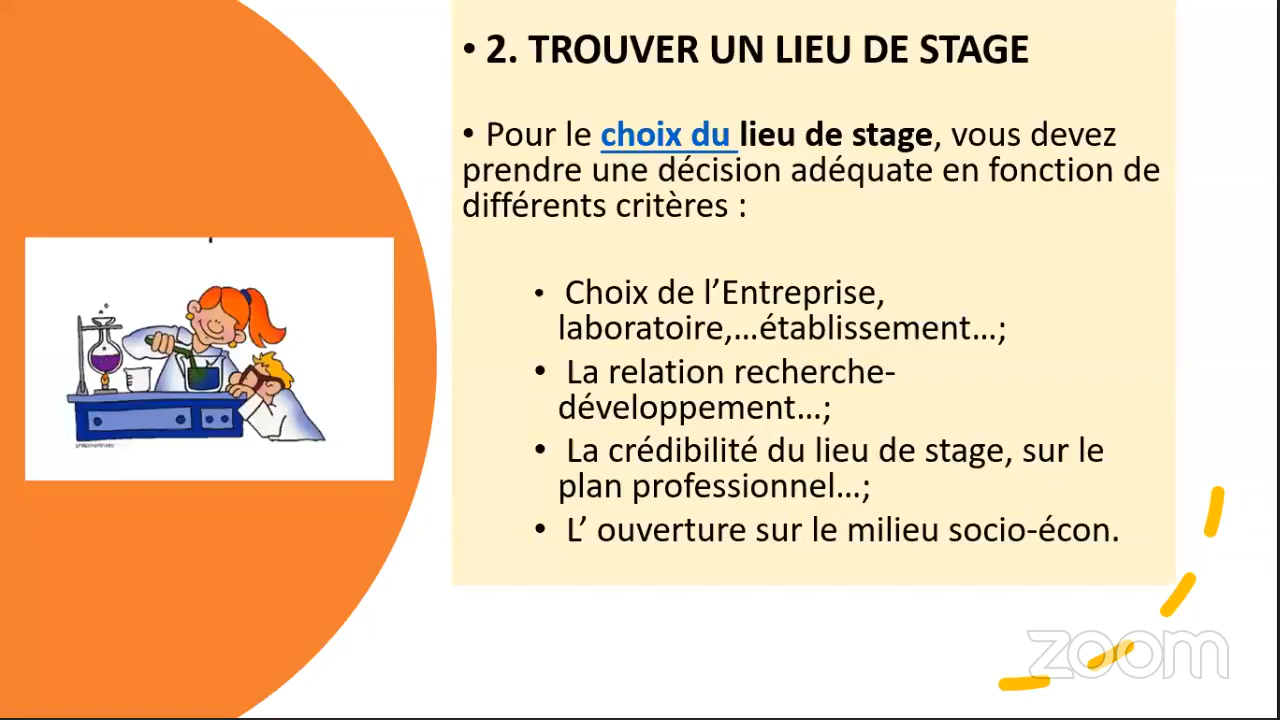 • 2. TROUVER UN LIEU DE STAGE
• Pour le choix du lieu de stage, vous devez
prendre une décision adéquate en fonction de
différents critères :
• Choix de l’Entreprise,
laboratoire,…établissement…;
• La relation recherche-
développement…;
• La crédibilité du lieu de stage, sur le
plan professionnel…;
• L’ ouverture sur le milieu socio-écon.
zoom